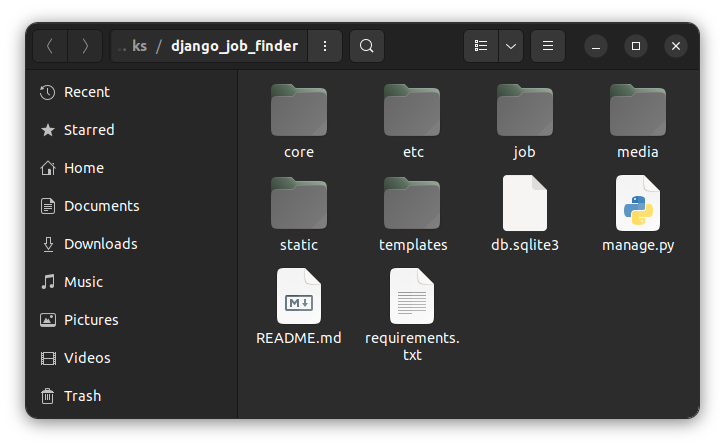 .. ks / django_job_finder
Recent
Starred
Home
Documents
Downloads
Music
Pictures
Videos
Trash
core
etc
job
media
static
templates
db.sqlite3
manage.py
README.md
requirements.
txt